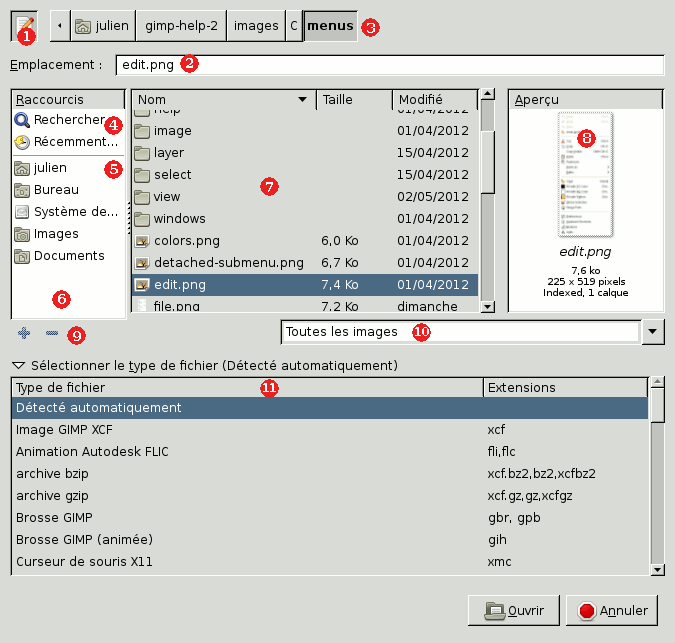 1 julien gimp-help-2 images C menus 3
Emplacement : edit.png 2
Raccourcis
Rechercher 4
Récemment...
julien 5
Bureau
Système de...
Images
Documents
6
9
Nom Taille Modifié
help 01/04/2012
image 01/04/2012
layer 15/04/2012
select 15/04/2012
view 02/05/2012
windows 01/04/2012
colors.png 6,0 Ko 01/04/2012
detached-submenu.png 6,7 Ko 01/04/2012
edit.png 7,4 Ko 01/04/2012
file.png 7,2 Ko dimanche
7
Aperçu
8
edit.png
7,6 ko
225 x 519 pixels
Indexed, 1 calque
Toutes les images 10
Sélectionner le type de fichier (Détecté automatiquement)
Type de fichier 11 Extensions
Détecté automatiquement
Image GIMP XCF xcf
Animation Autodesk FLIC fli,flc
archive bzip xcf.bz2,bz2,xcfbz2
archive gzip xcf.gz,gz,xcfgz
Brosse GIMP gbr, gpb
Brosse GIMP (animée) gih
Curseur de souris X11 xmc
Ouvrir Annuler